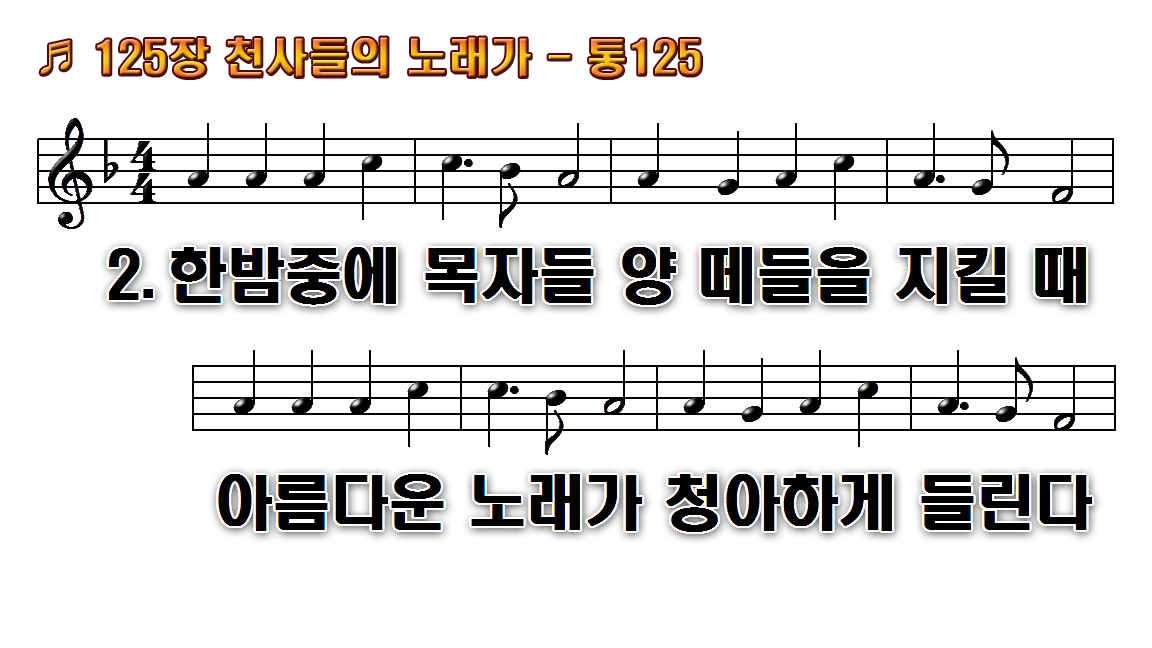 ♬ 125장 천사들의 노래가 - 통125
4
4
2. 한밤중에 목자들 양 떼들을 지킬 때
아름다운 노래가 청아하게 들린다